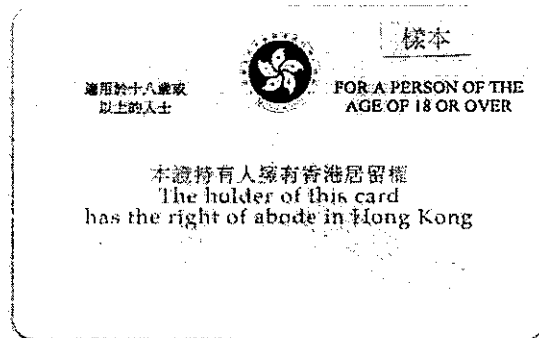 樣本
適用於十八歲或
以上的人士
FOR A PERSON OF THE
AGE OF 18 OR OVER
本證持有人擁有香港居留權
The holder of this card
has the right of abode in Hong Kong